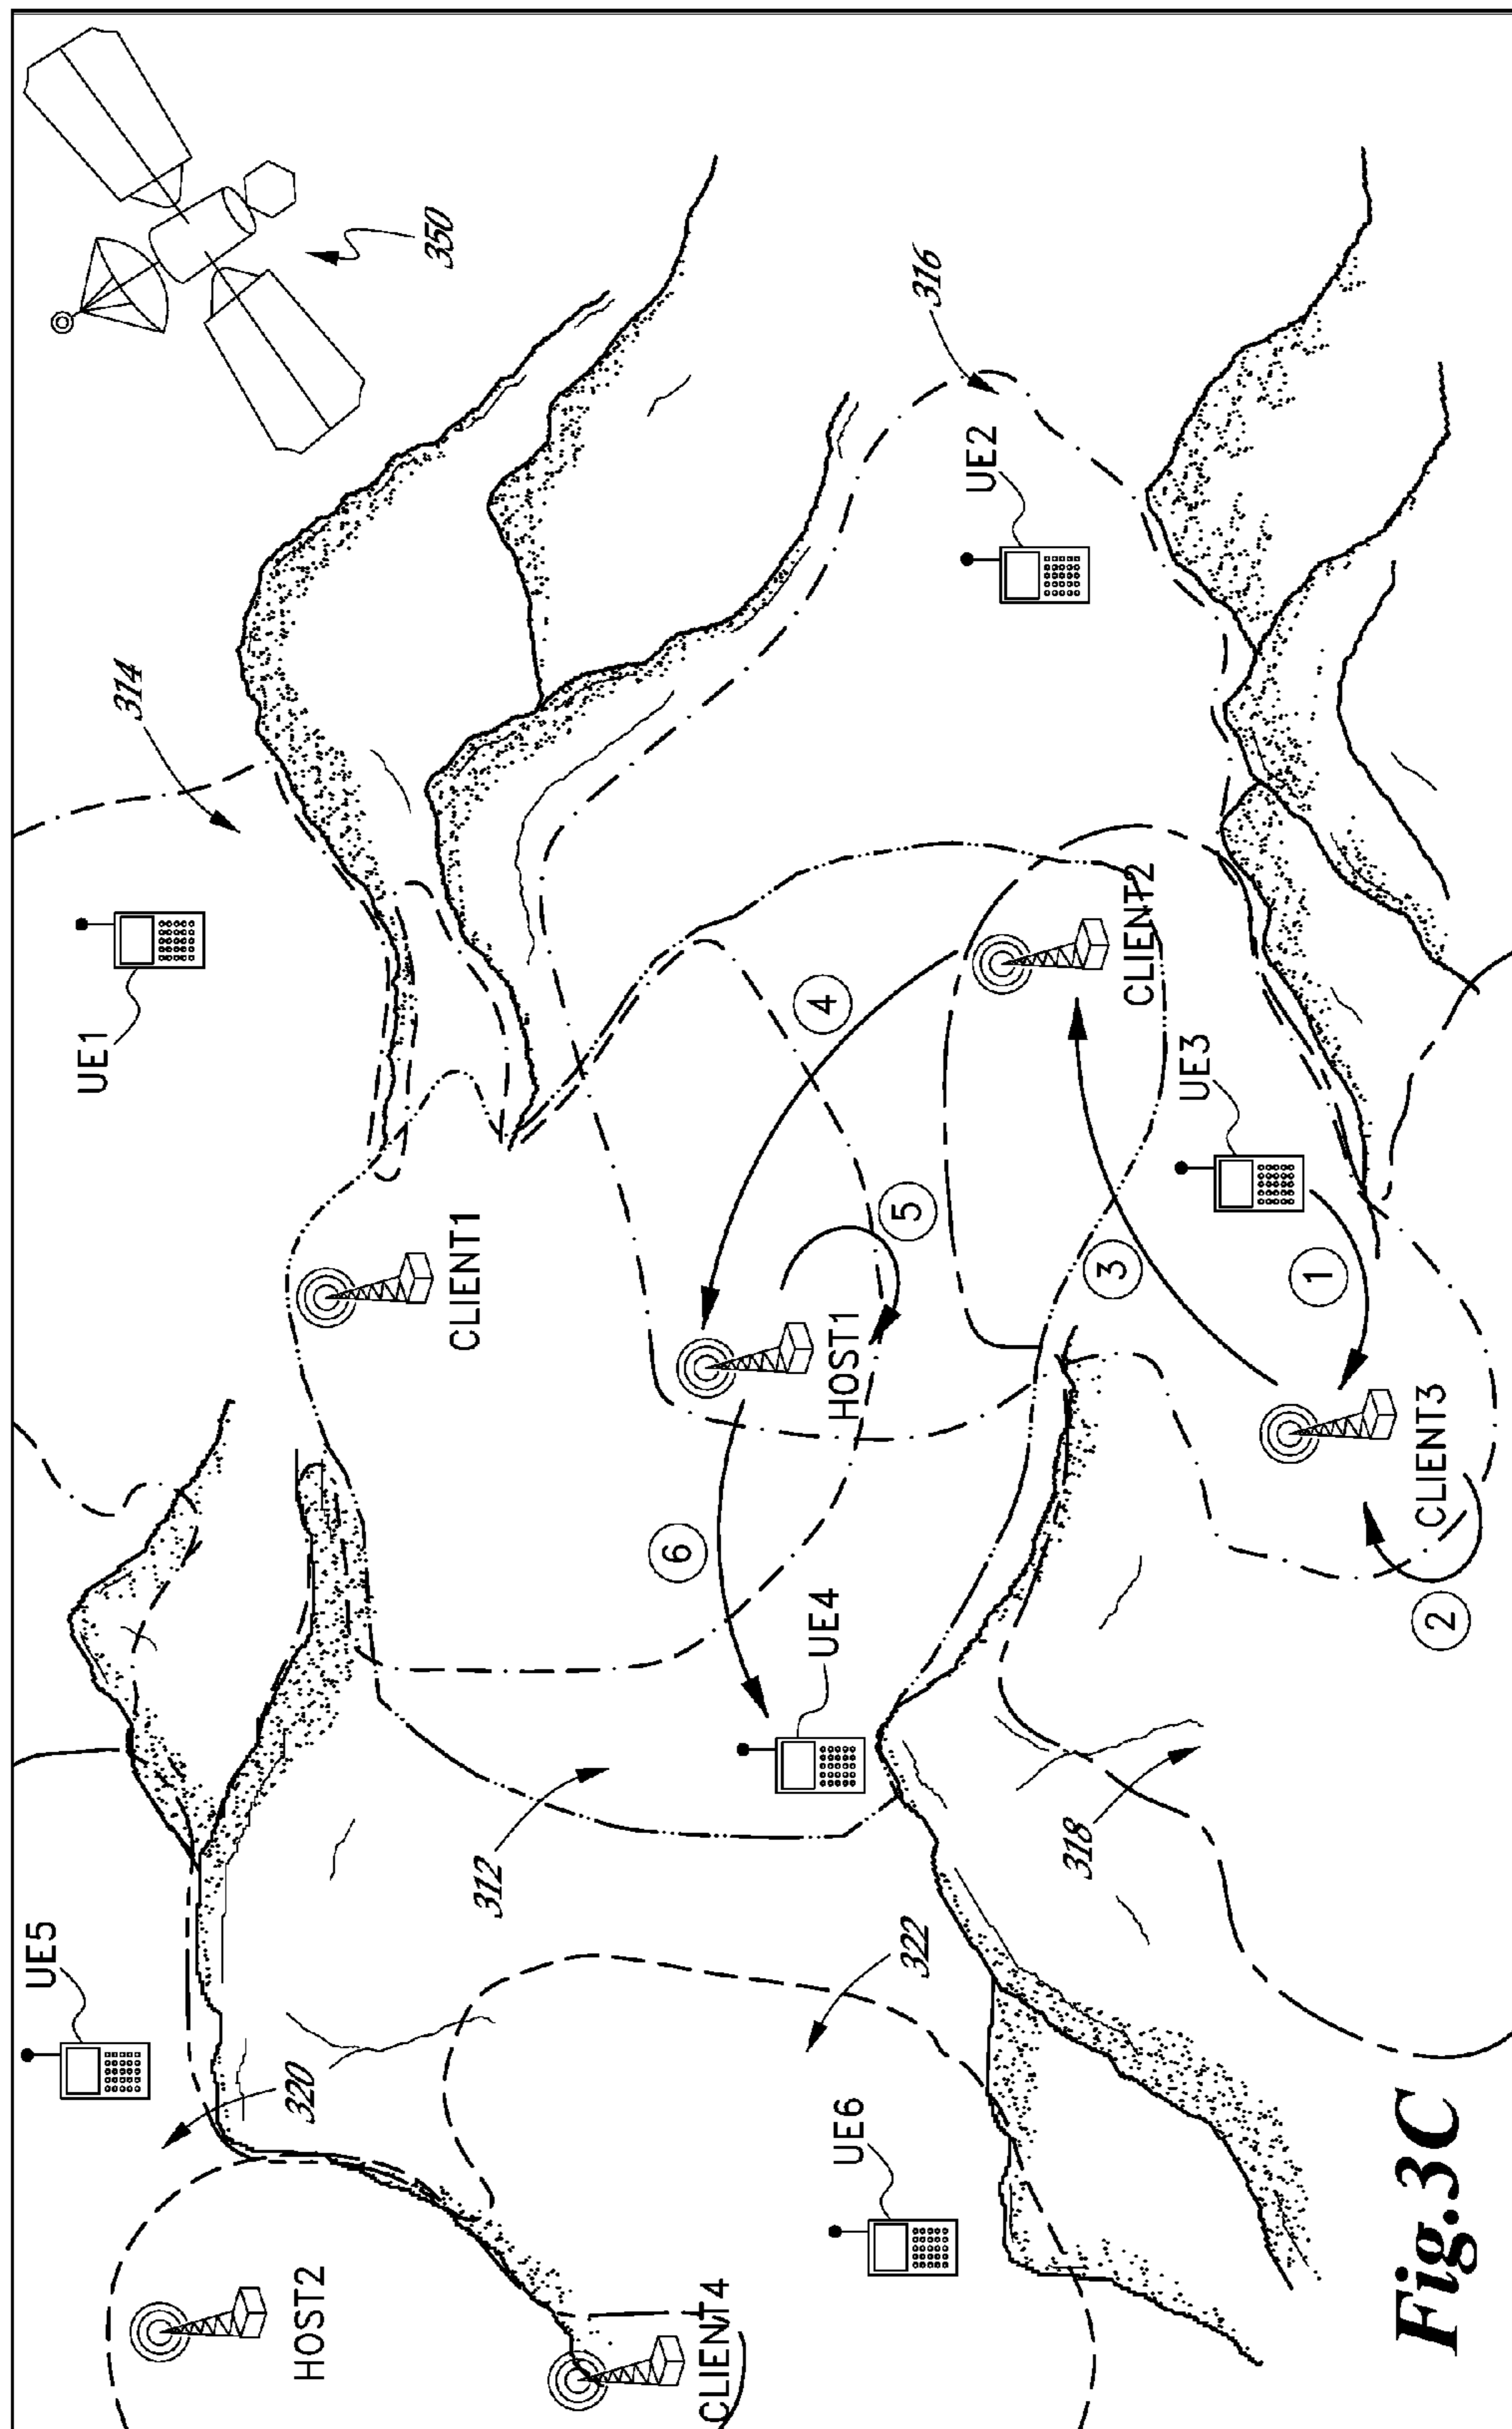 UE5
UE1
314
320
HOST2
350
CLIENT1
312
6
CLIENT4
4
UE4
HOST1
UE6
5
322
316
UE2
318
3
CLIENT2
UE3
1
2
CLIENT3
Fig.3C